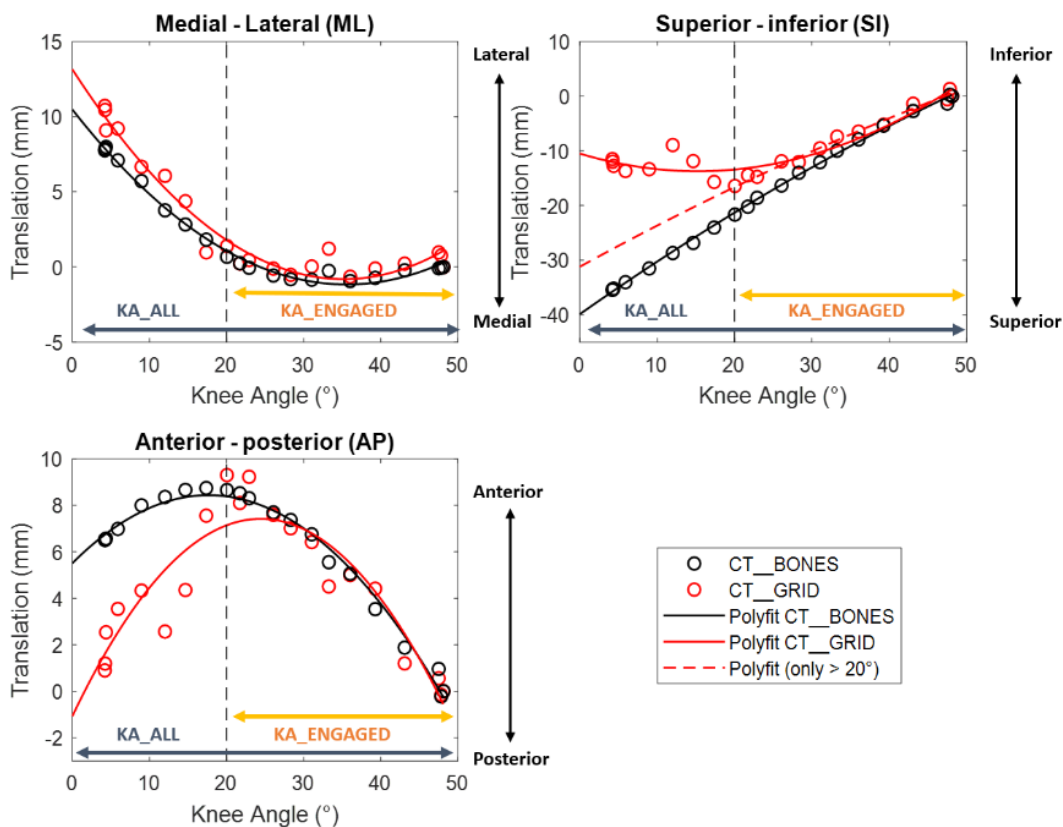 Medial - Lateral (ML)
15
10
5
0
-5
Translation (mm)
0 10 20 30 40 50
Knee Angle (°)
KA_ALL
KA_ENGAGED
Lateral
Medial
Superior - inferior (SI)
10
0
-10
-20
-30
-40
Translation (mm)
0 10 20 30 40 50
Knee Angle (°)
KA_ALL
KA_ENGAGED
Inferior
Superior
Anterior - posterior (AP)
10
8
6
4
2
0
-2
Translation (mm)
0 10 20 30 40 50
Knee Angle (°)
KA_ALL
KA_ENGAGED
Anterior
Posterior
CT__BONES
CT__GRID
Polyfit CT__BONES
Polyfit CT__GRID
Polyfit (only > 20°)